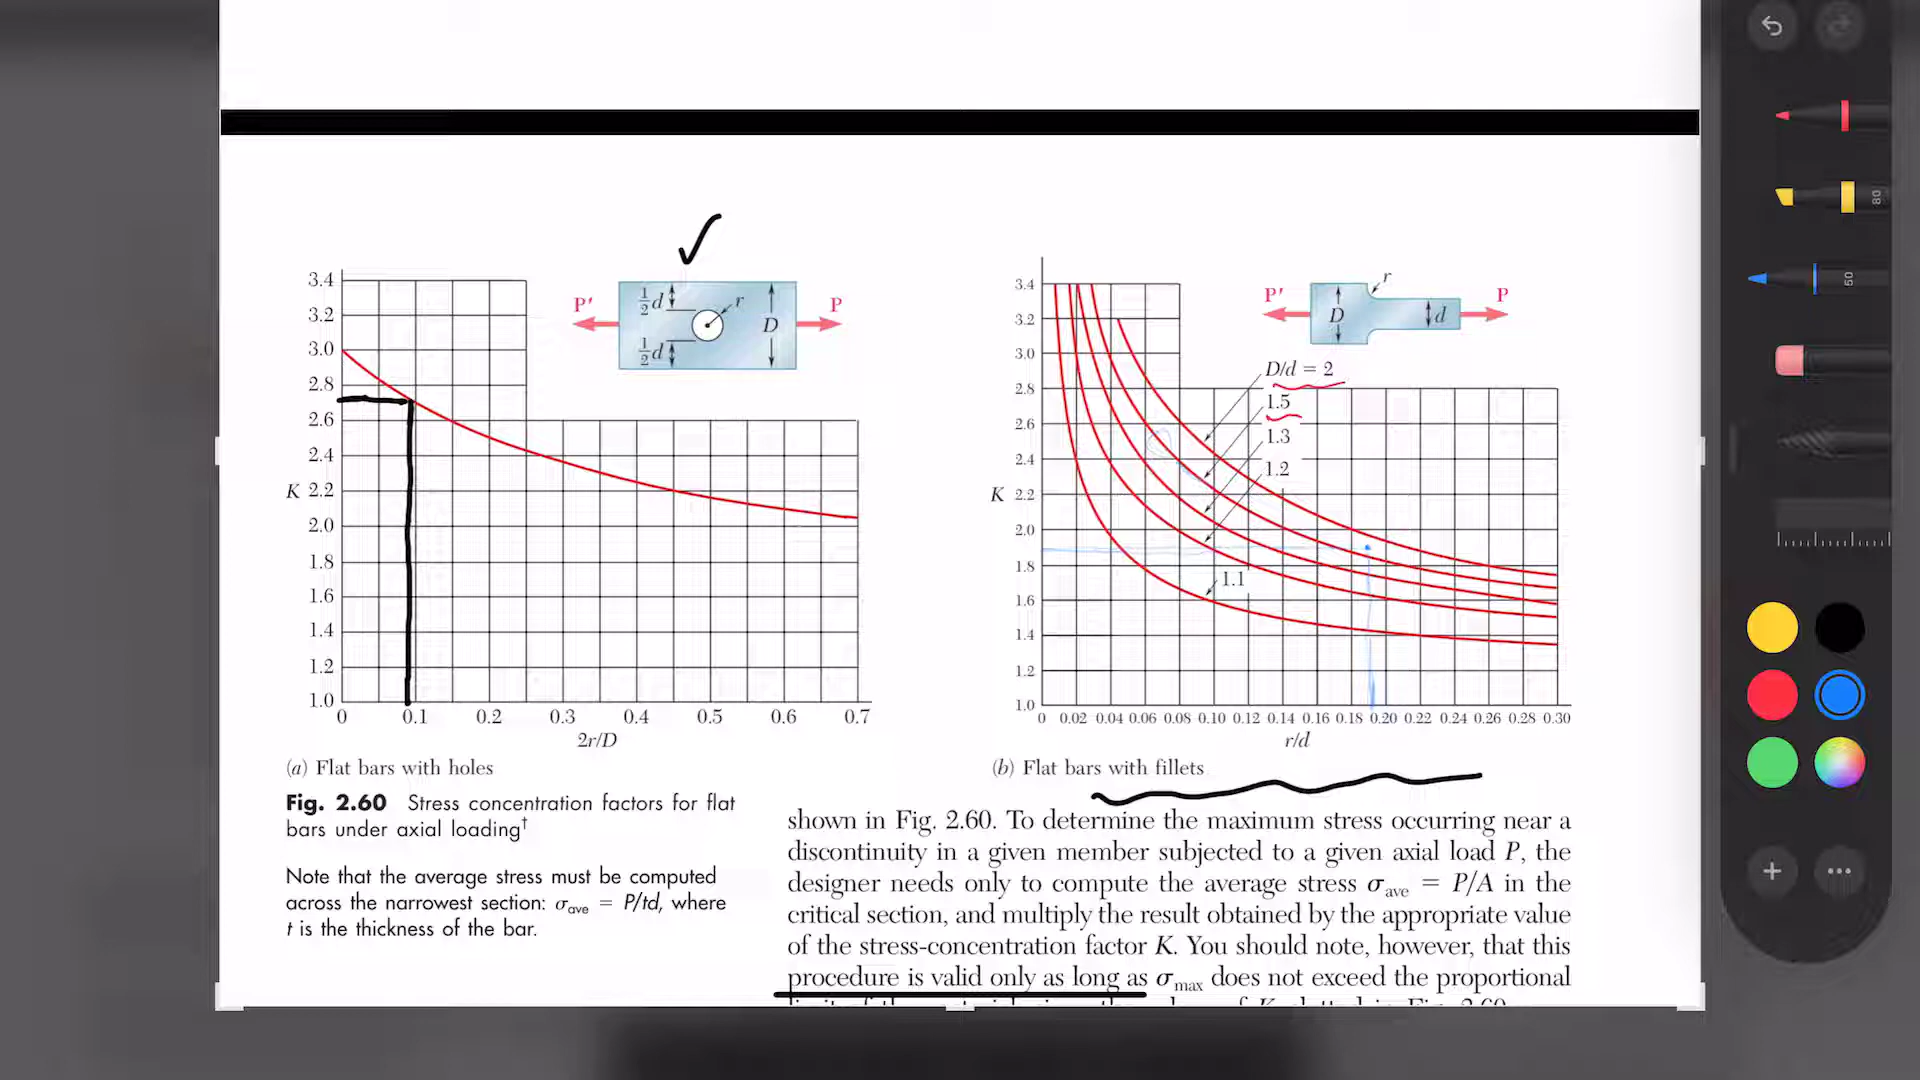 3.4
3.2
3.0
2.8
2.6
2.4
K 2.2
2.0
1.8
1.6
1.4
1.2
1.0
0 0.1 0.2 0.3 0.4 0.5 0.6 0.7
2r/D
P′ P
1/2 d
r
D
1/2 d
(a) Flat bars with holes
3.4
3.2
3.0
2.8
2.6
2.4
K 2.2
2.0
1.8
1.6
1.4
1.2
1.0
0 0.02 0.04 0.06 0.08 0.10 0.12 0.14 0.16 0.18 0.20 0.22 0.24 0.26 0.28 0.30
r/d
r
P′ P
D d
D/d = 2
1.5
1.3
1.2
1.1
(b) Flat bars with fillets
Fig. 2.60 Stress concentration factors for flat
bars under axial loading†
Note that the average stress must be computed
across the narrowest section: σave = P/td, where
t is the thickness of the bar.
shown in Fig. 2.60. To determine the maximum stress occurring near a
discontinuity in a given member subjected to a given axial load P, the
designer needs only to compute the average stress σave = P/A in the
critical section, and multiply the result obtained by the appropriate value
of the stress-concentration factor K. You should note, however, that this
procedure is valid only as long as σmax does not exceed the proportional
80
50